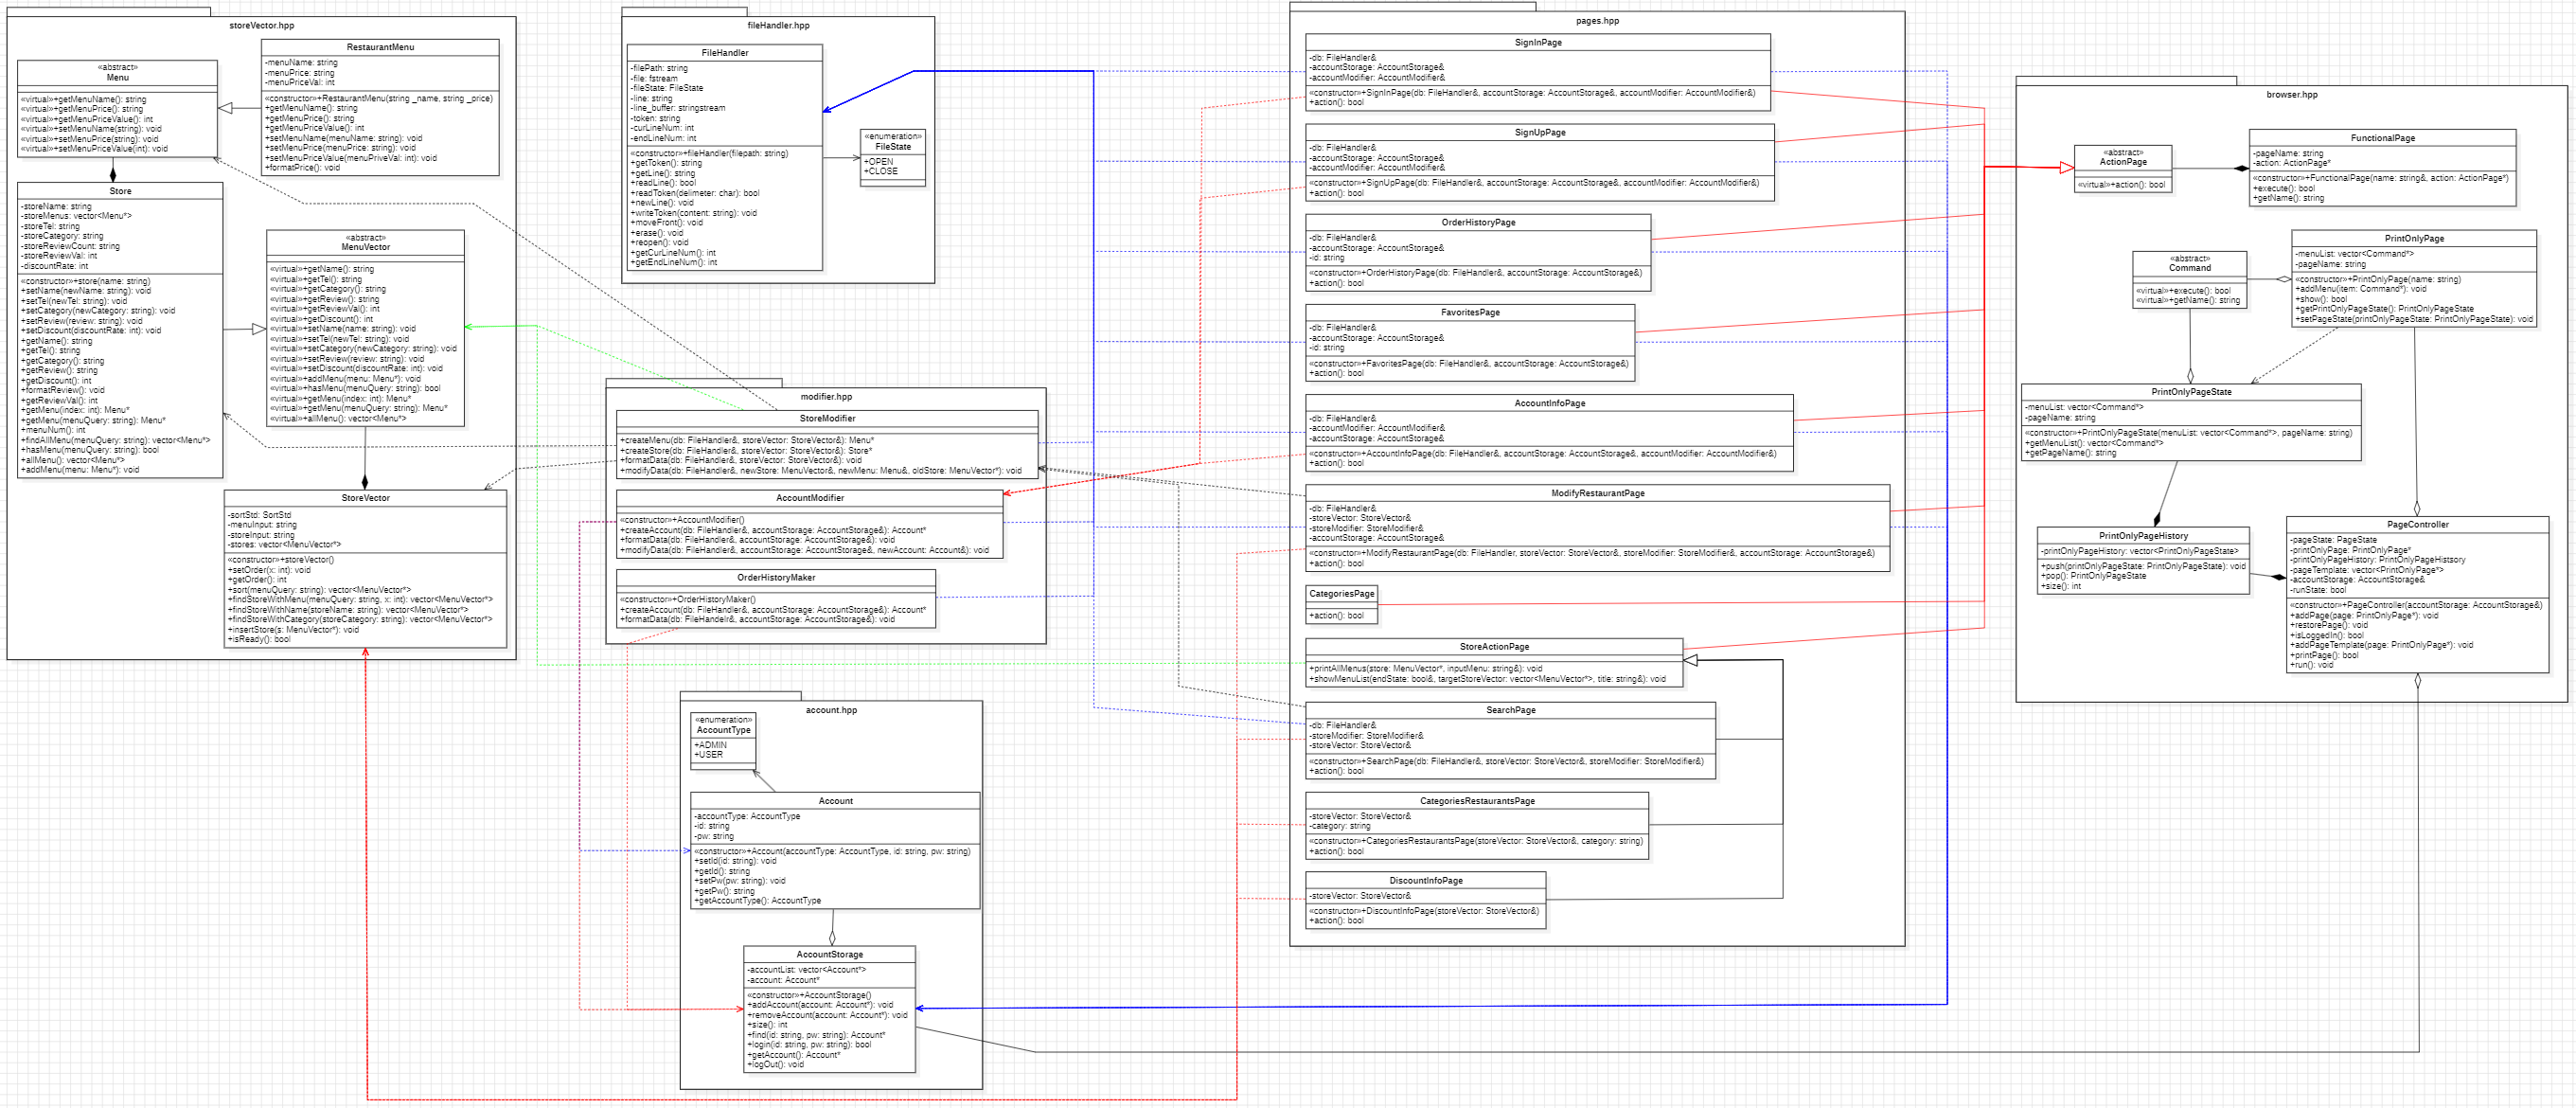 storeVector.hpp
«abstract»
Menu
«virtual»+getMenuName(): string
«virtual»+getMenuPrice(): string
«virtual»+getMenuPriceValue(): int
«virtual»+setMenuName(string): void
«virtual»+setMenuPrice(string): void
«virtual»+setMenuPriceValue(int): void
RestaurantMenu
-menuName: string
-menuPrice: string
-menuPriceVal: int
«constructor»+RestaurantMenu(string _name, string _price)
+getMenuName(): string
+getMenuPrice(): string
+getMenuPriceValue(): int
+setMenuName(menuName: string): void
+setMenuPrice(menuPrice: string): void
+setMenuPriceValue(menuPriveVal: int): void
+formatPrice(): void
Store
-storeName: string
-storeMenus: vector<Menu*>
-storeTel: string
-storeCategory: string
-storeReviewCount: string
-storeReviewVal: int
-discountRate: int
«constructor»+store(name: string)
+setName(newName: string): void
+setTel(newTel: string): void
+setCategory(newCategory: string): void
+setReview(review: string): void
+setDiscount(discountRate: int): void
+getName(): string
+getTel(): string
+getCategory(): string
+getReview(): string
+getDiscount(): int
+formatReview(): void
+getReviewVal(): int
+getMenu(index: int): Menu*
+getMenu(menuQuery: string): Menu*
+menuNum(): int
+findAllMenu(menuQuery: string): vector<Menu*>
+hasMenu(menuQuery: string): bool
+allMenu(): vector<Menu*>
+addMenu(menu: Menu*): void
«abstract»
MenuVector
«virtual»+getName(): string
«virtual»+getTel(): string
«virtual»+getCategory(): string
«virtual»+getReview(): string
«virtual»+getReviewVal(): int
«virtual»+getDiscount(): int
«virtual»+setName(name: string): void
«virtual»+setTel(newTel: string): void
«virtual»+setCategory(newCategory: string): void
«virtual»+setReview(review: string): void
«virtual»+setDiscount(discountRate: int): void
«virtual»+addMenu(menu: Menu*): void
«virtual»+hasMenu(menuQuery: string): bool
«virtual»+getMenu(index: int): Menu*
«virtual»+getMenu(menuQuery: string): Menu*
«virtual»+allMenu(): vector<Menu*>
StoreVector
-sortStd: SortStd
-menuInput: string
-storeInput: string
-stores: vector<MenuVector*>
«constructor»+storeVector()
+setOrder(x: int): void
+getOrder(): int
+sort(menuQuery: string): vector<MenuVector*>
+findStoreWithMenu(menuQuery: string, x: int): vector<MenuVector*>
+findStoreWithName(storeName: string): vector<MenuVector*>
+findStoreWithCategory(storeCategory: string): vector<MenuVector*>
+insertStore(s: MenuVector*): void
+isReady(): bool
fileHandler.hpp
FileHandler
-filePath: string
-file: fstream
-fileState: FileState
-line: string
-line_buffer: stringstream
-token: string
-curLineNum: int
-endLineNum: int
«constructor»+fileHandler(filepath: string)
+getToken(): string
+getLine(): string
+readLine(): bool
+readToken(delimeter: char): bool
+newLine(): void
+writeToken(content: string): void
+moveFront(): void
+erase(): void
+reopen(): void
+getCurLineNum(): int
+getEndLineNum(): int
«enumeration»
FileState
+OPEN
+CLOSE
modifier.hpp
StoreModifier
+createMenu(db: FileHandler&, storeVector: StoreVector&): Menu*
+createStore(db: FileHandler&, storeVector: StoreVector&): Store*
+formatData(db: FileHandler&, storeVector: StoreVector&): void
+modifyData(db: FileHandler&, newStore: MenuVector&, newMenu: Menu&, oldStore: MenuVector*): void
AccountModifier
«constructor»+AccountModifier()
+createAccount(db: FileHandler&, accountStorage: AccountStorage&): Account*
+formatData(db: FileHandler&, accountStorage: AccountStorage&): void
+modifyData(db: FileHandler&, accountStorage: AccountStorage&, newAccount: Account&): void
OrderHistoryMaker
«constructor»+OrderHistoryMaker()
+createAccount(db: FileHandler&, accountStorage: AccountStorage&): Account*
+formatData(db: FileHandelr&, accountStorage: AccountStorage&): void
account.hpp
«enumeration»
AccountType
+ADMIN
+USER
Account
-accountType: AccountType
-id: string
-pw: string
«constructor»+Account(accountType: AccountType, id: string, pw: string)
+setId(id: string): void
+getId(): string
+setPw(pw: string): void
+getPw(): string
+getAccountType(): AccountType
AccountStorage
-accountList: vector<Account*>
-account: Account*
«constructor»+AccountStorage()
+addAccount(account: Account*): void
+removeAccount(account: Account*): void
+size(): int
+find(id: string, pw: string): Account*
+login(id: string, pw: string): bool
+getAccount(): Account*
+logOut(): void
pages.hpp
SignInPage
-db: FileHandler&
-accountStorage: AccountStorage&
-accountModifier: AccountModifier&
«constructor»+SignInPage(db: FileHandler&, accountStorage: AccountStorage&, accountModifier: AccountModifier&)
+action(): bool
SignUpPage
-db: FileHandler&
-accountStorage: AccountStorage&
-accountModifier: AccountModifier&
«constructor»+SignUpPage(db: FileHandler&, accountStorage: AccountStorage&, accountModifier: AccountModifier&)
+action(): bool
OrderHistoryPage
-db: FileHandler&
-accountStorage: AccountStorage&
-id: string
«constructor»+OrderHistoryPage(db: FileHandler&, accountStorage: AccountStorage&)
+action(): bool
FavoritesPage
-db: FileHandler&
-accountStorage: AccountStorage&
-id: string
«constructor»+FavoritesPage(db: FileHandler&, accountStorage: AccountStorage&)
+action(): bool
AccountInfoPage
-db: FileHandler&
-accountModifier: AccountModifier&
-accountStorage: AccountStorage&
«constructor»+AccountInfoPage(db: FileHandler&, accountStorage: AccountStorage&, accountModifier: AccountModifier&)
+action(): bool
ModifyRestaurantPage
-db: FileHandler&
-storeVector: StoreVector&
-storeModifier: StoreModifier&
-accountStorage: AccountStorage&
«constructor»+ModifyRestaurantPage(db: FileHandler, storeVector: StoreVector&, storeModifier: StoreModifier&, accountStorage: AccountStorage&)
+action(): bool
CategoriesPage
+action(): bool
StoreActionPage
+printAllMenus(store: MenuVector*, inputMenu: string&): void
+showMenuList(endState: bool&, targetStoreVector: vector<MenuVector*>, title: string&): void
SearchPage
-db: FileHandler&
-storeModifier: StoreModifier&
-storeVector: StoreVector&
«constructor»+SearchPage(db: FileHandler&, storeVector: StoreVector&, storeModifier: StoreModifier&)
+action(): bool
CategoriesRestaurantsPage
-storeVector: StoreVector&
-category: string
«constructor»+CategoriesRestaurantsPage(storeVector: StoreVector&, category: string)
+action(): bool
DiscountInfoPage
-storeVector: StoreVector&
«constructor»+DiscountInfoPage(storeVector: StoreVector&)
+action(): bool
browser.hpp
«abstract»
ActionPage
«virtual»+action(): bool
FunctionalPage
-pageName: string
-action: ActionPage*
«constructor»+FunctionalPage(name: string&, action: ActionPage*)
+execute(): bool
+getName(): string
«abstract»
Command
«virtual»+execute(): bool
«virtual»+getName(): string
PrintOnlyPage
-menuList: vector<Command*>
-pageName: string
«constructor»+PrintOnlyPage(name: string)
+addMenu(item: Command*): void
+show(): bool
+getPrintOnlyPageState(): PrintOnlyPageState
+setPageState(printOnlyPageState: PrintOnlyPageState): void
PrintOnlyPageState
-menuList: vector<Command*>
-pageName: string
«constructor»+PrintOnlyPageState(menuList: vector<Command*>, pageName: string)
+getMenuList(): vector<Command*>
+getPageName(): string
PrintOnlyPageHistory
-printOnlyPageHistory: vector<PrintOnlyPageState>
+push(printOnlyPageState: PrintOnlyPageState): void
+pop(): PrintOnlyPageState
+size(): int
PageController
-pageState: PageState
-printOnlyPage: PrintOnlyPage*
-printOnlyPageHistory: PrintOnlyPageHistsory
-pageTemplate: vector<PrintOnlyPage*>
-accountStorage: AccountStorage&
-runState: bool
«constructor»+PageController(accountStorage: AccountStorage&)
+addPage(page: PrintOnlyPage*): void
+restorePage(): void
+isLoggedIn(): bool
+addPageTemplate(page: PrintOnlyPage*): void
+printPage(): bool
+run(): void